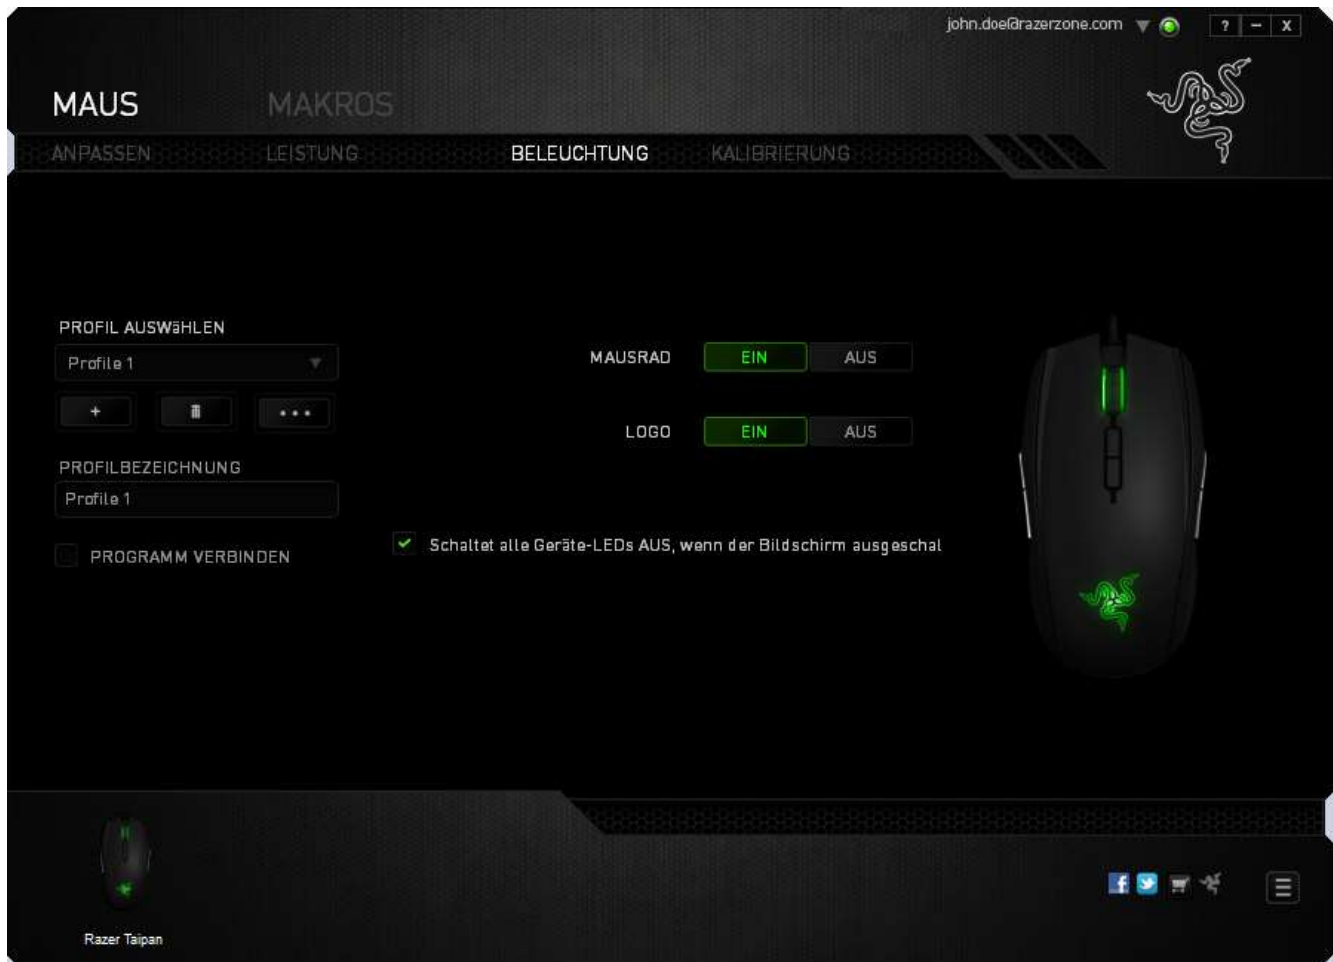 john.doe@razerzone.com
? – X
MAUS MAKROS
ANPASSEN LEISTUNG BELEUCHTUNG KALIBRIERUNG
PROFIL AUSWäHLEN
Profile 1
+
PROFILBEZEICHNUNG
Profile 1
PROGRAMM VERBINDEN
MAUSRAD EIN AUS
LOGO EIN AUS
Schaltet alle Geräte-LEDs AUS, wenn der Bildschirm ausgeschal
Razer Taipan